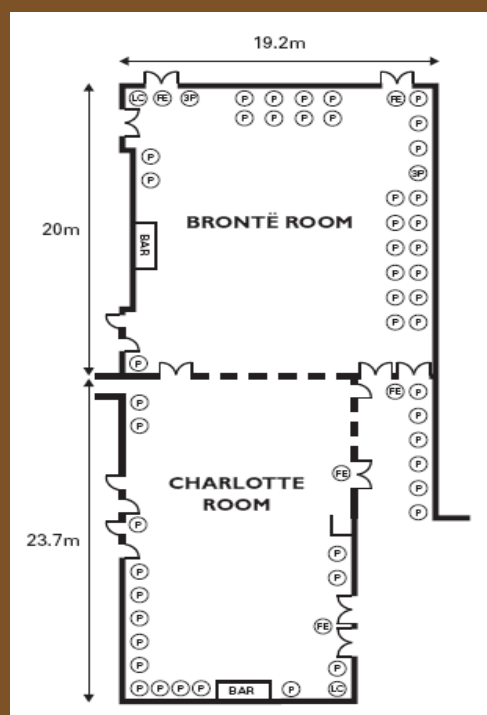 19.2m
LC FE 3P P P P P FE P
P P P P P
P P
P 3P
P P
BRONTË ROOM
P P
20m
BAR
P P
P P
P P
P P
P
FE P
P P
P P
P
FE P
CHARLOTTE
ROOM
P
P
P
23.7m
P
P P
P
P FE
P
P P
P P P P BAR P LC